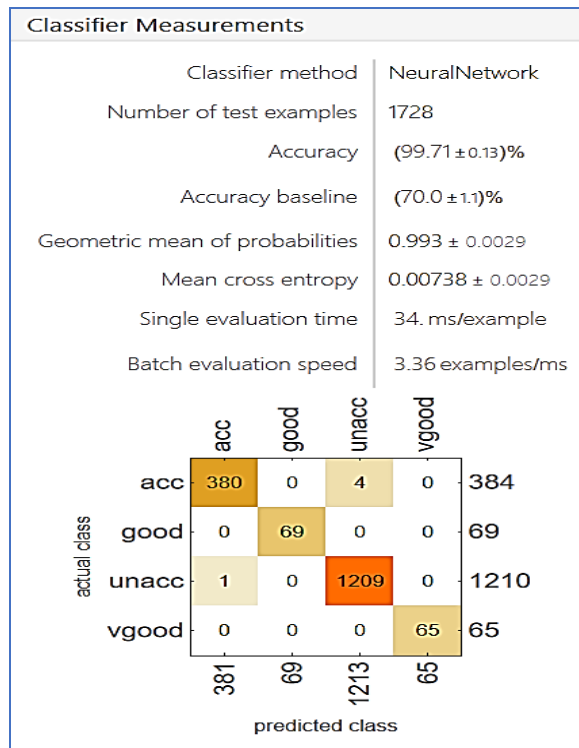 Classifier Measurements
Classifier method NeuralNetwork
Number of test examples 1728
Accuracy (99.71 ± 0.13)%
Accuracy baseline (70.0 ± 1.1)%
Geometric mean of probabilities 0.993 ± 0.0029
Mean cross entropy 0.00738 ± 0.0029
Single evaluation time 34. ms/example
Batch evaluation speed 3.36 examples/ms
acc good unacc vgood
actual class
acc 380 0 4 0 384
good 0 69 0 0 69
unacc 1 0 1209 0 1210
vgood 0 0 0 65 65
381 69 1213 65
predicted class